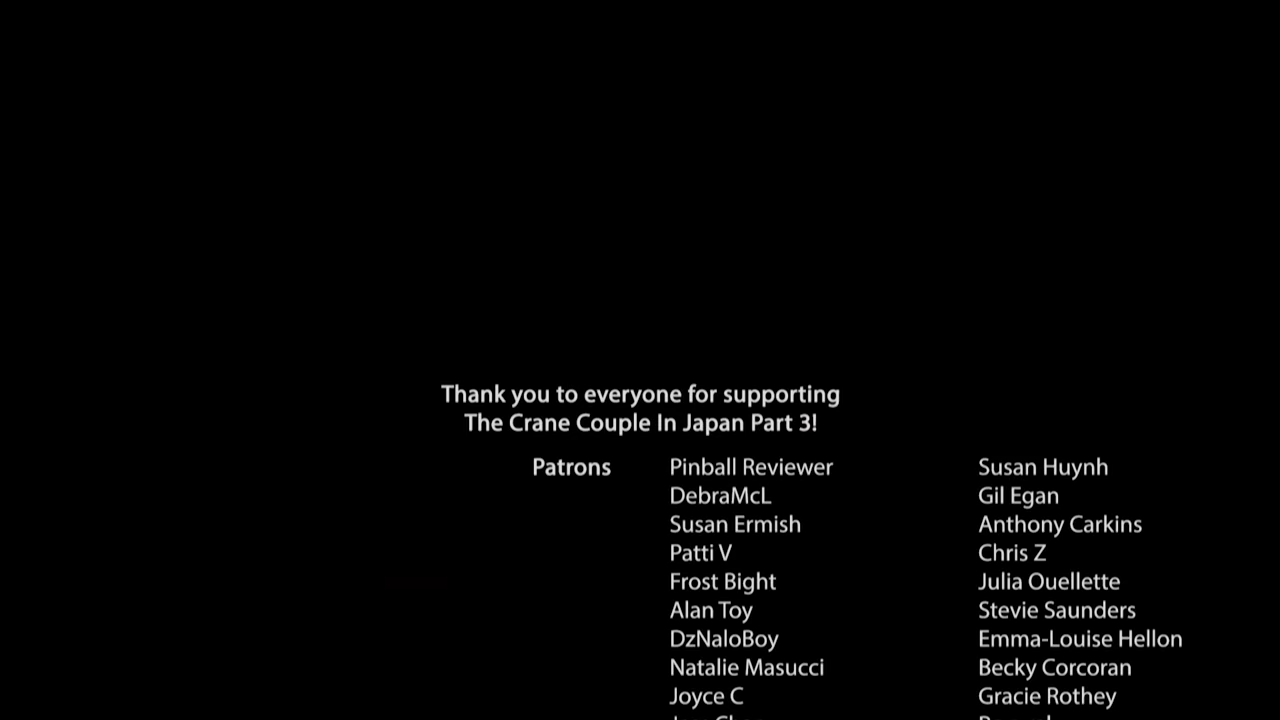 Thank you to everyone for supporting
The Crane Couple In Japan Part 3!
Patrons Pinball Reviewer Susan Huynh
DebraMcL Gil Egan
Susan Ermish Anthony Carkins
Patti V Chris Z
Frost Bight Julia Ouellette
Alan Toy Stevie Saunders
DzNaloBoy Emma-Louise Hellon
Natalie Masucci Becky Corcoran
Joyce C Gracie Rothey